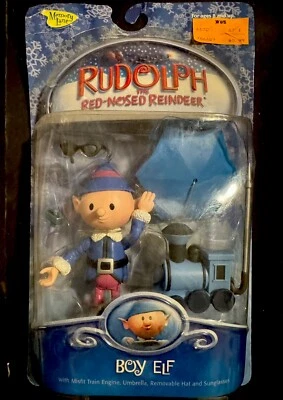 Memory Lane
For ages 8 and up.
RUDOLPH
THE
RED-NOSED REINDEER
BOY ELF
with Misfit Train Engine, Umbrella, Removable Hat and Sunglasses